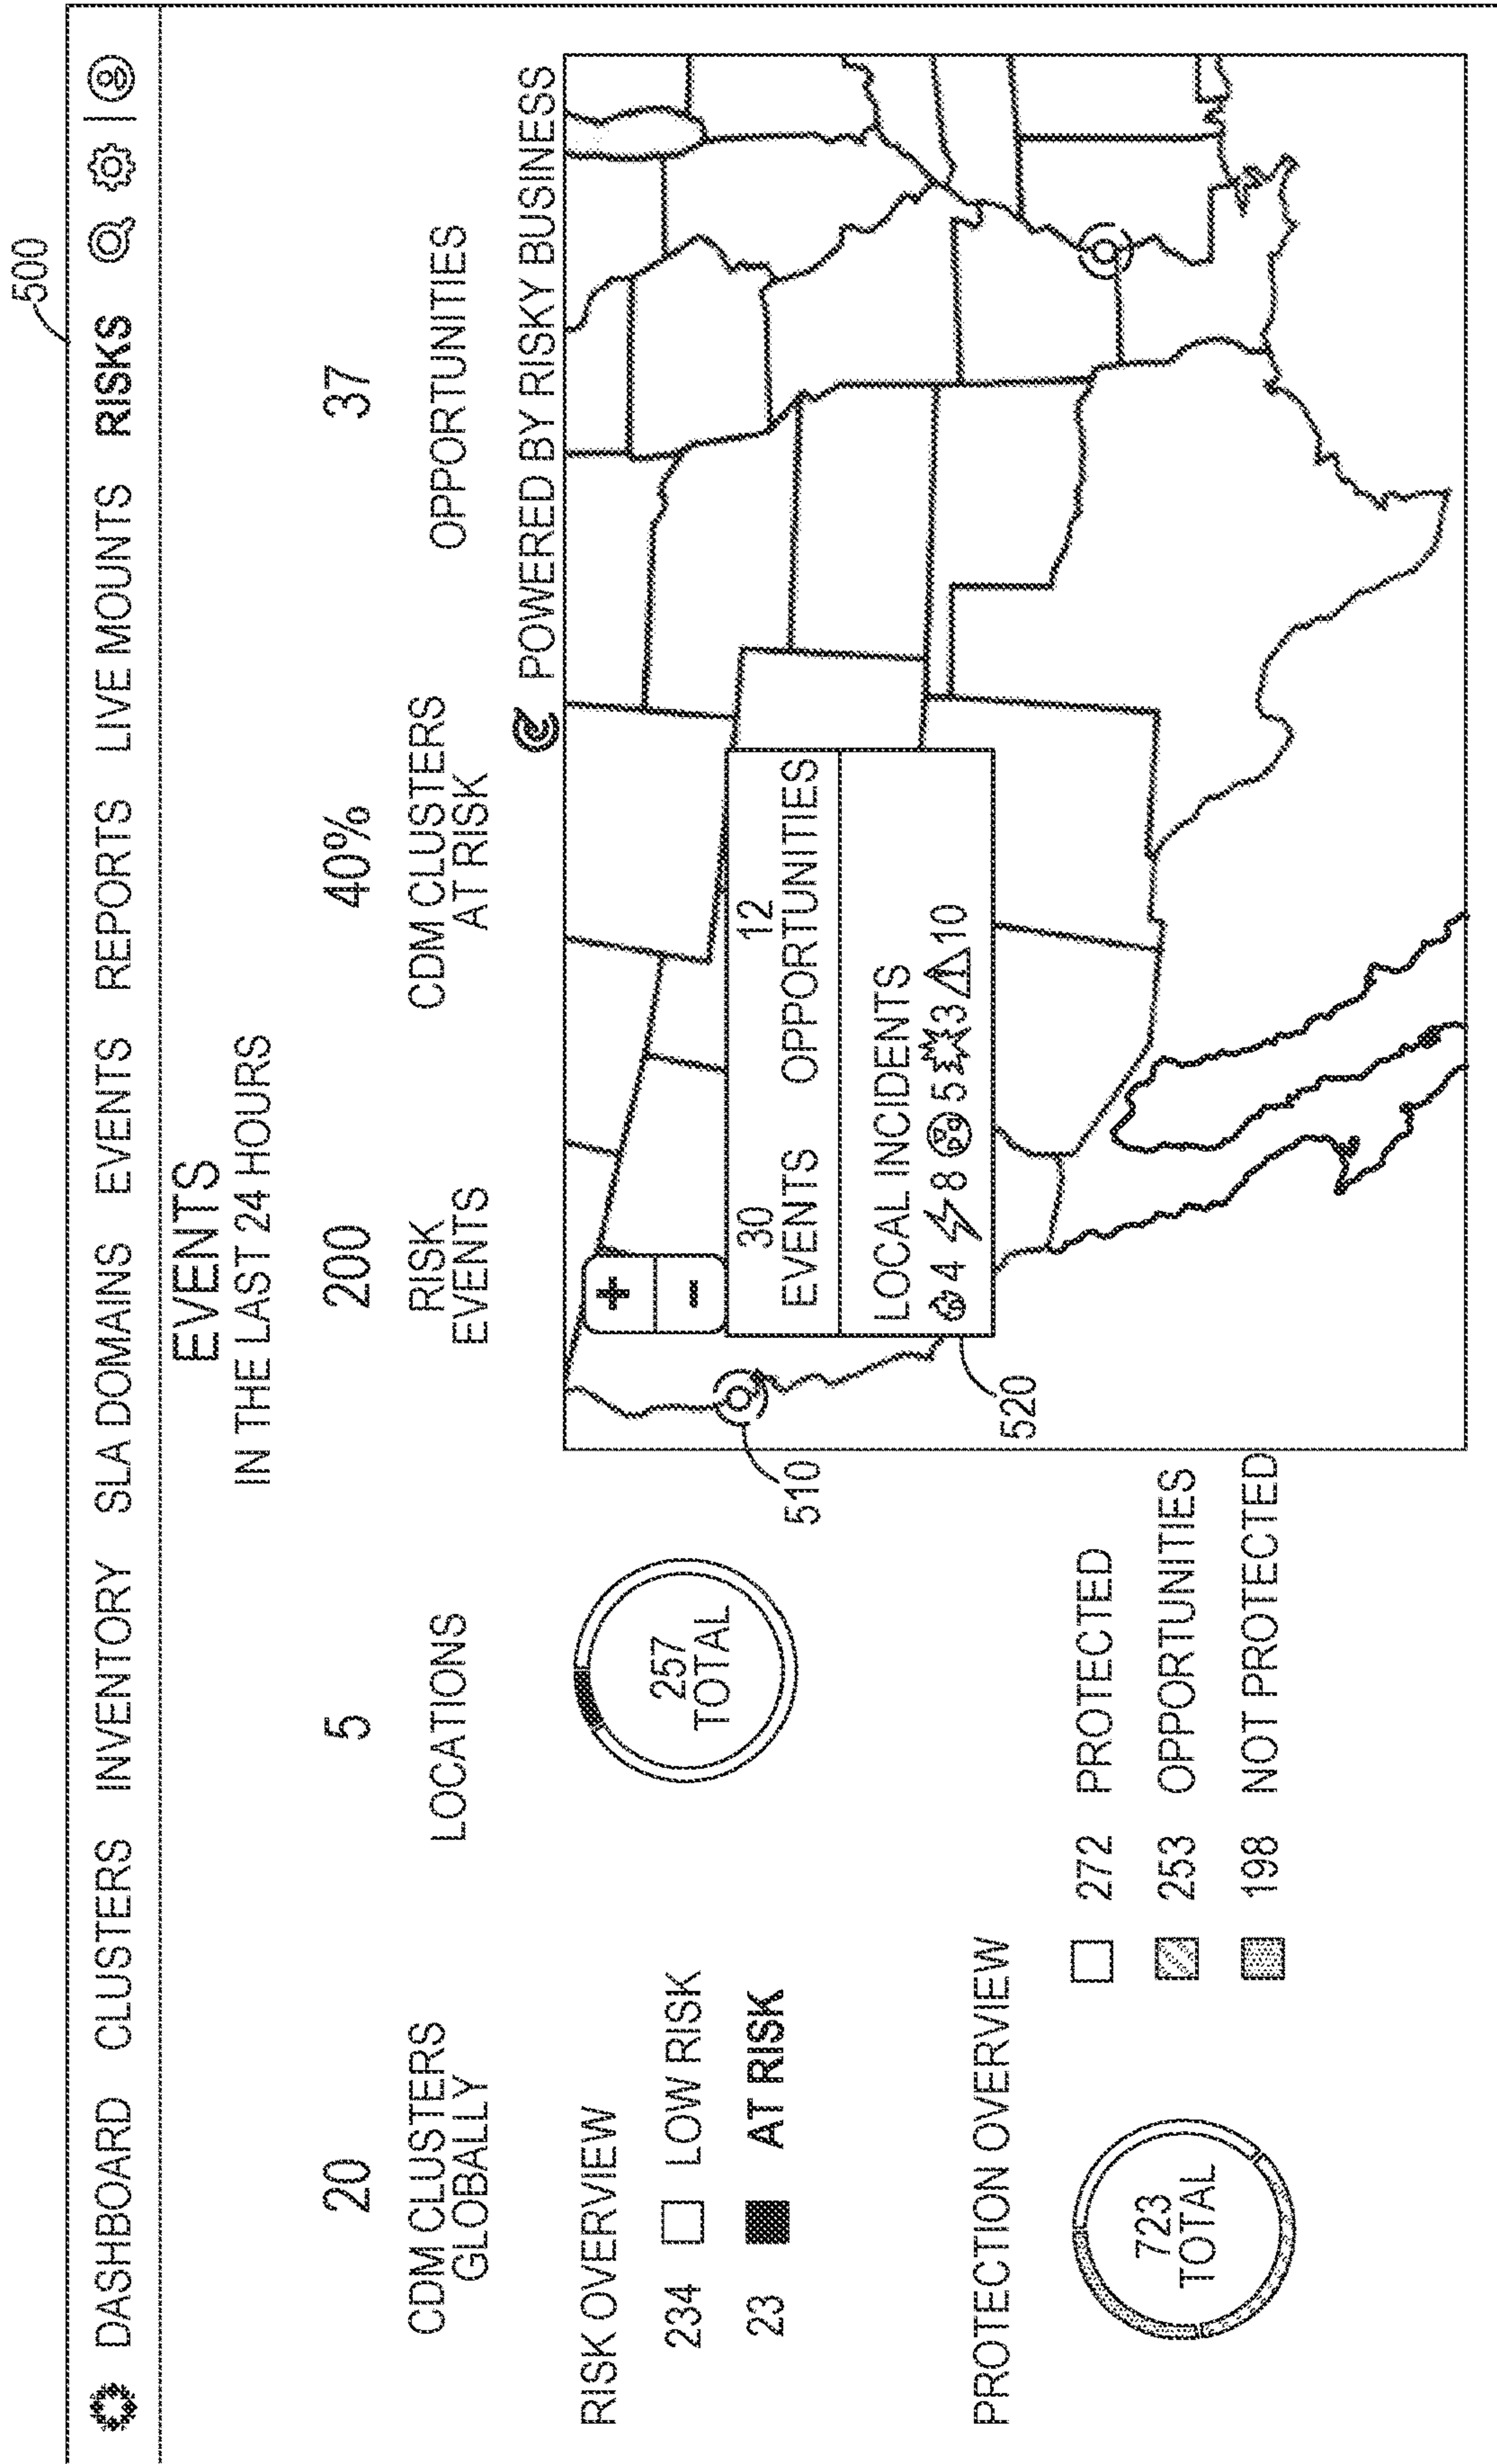 500
DASHBOARD CLUSTERS INVENTORY SLA DOMAINS EVENTS REPORTS LIVE MOUNTS RISKS
EVENTS
IN THE LAST 24 HOURS
20 5 200 40% 37
CDM CLUSTERS
GLOBALLY
LOCATIONS
RISK
EVENTS
CDM CLUSTERS
AT RISK
OPPORTUNITIES
POWERED BY RISKY BUSINESS
RISK OVERVIEW
234 LOW RISK
23 AT RISK
257
TOTAL
PROTECTION OVERVIEW
723
TOTAL
272 PROTECTED
253 OPPORTUNITIES
198 NOT PROTECTED
+
-
510
30 12
EVENTS OPPORTUNITIES
LOCAL INCIDENTS
4 8 5 3 10
520